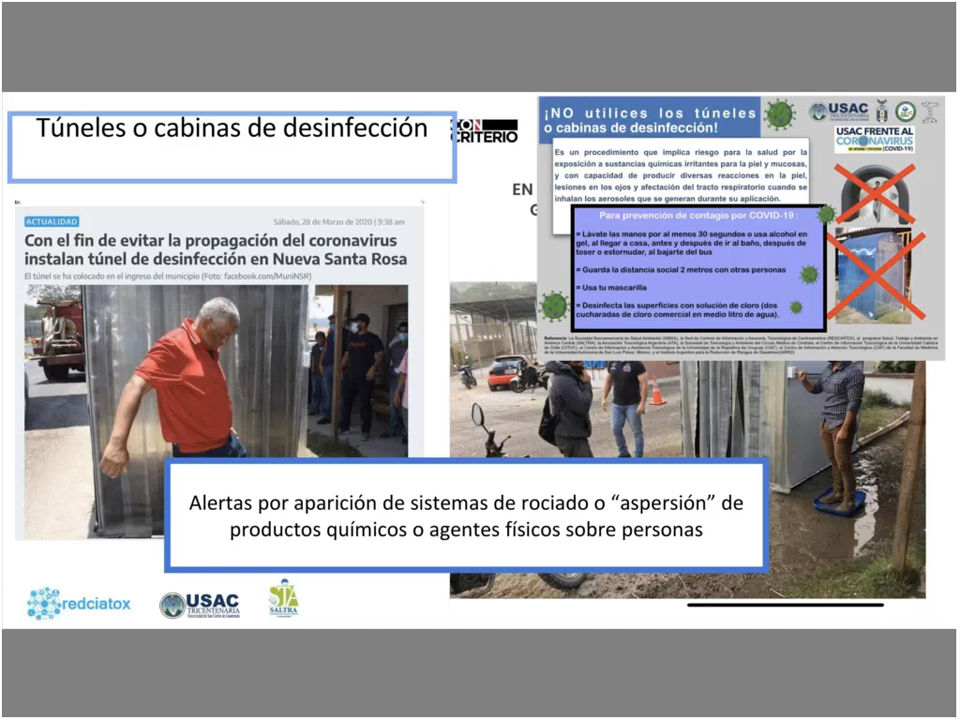 Túneles o cabinas de desinfección
ACTUALIDAD
Sábado, 28 de Marzo de 2020 | 9:38 am
Con el fin de evitar la propagación del coronavirus
instalan túnel de desinfección en Nueva Santa Rosa
El túnel se ha colocado en el ingreso del municipio (Foto: facebook.com/MuniNSR)
CON
CRITERIO
EN
¡NO utilices los túneles
o cabinas de desinfección!
USAC
TRICENTENARIA
USAC FRENTE AL
CORONAVIRUS
(COVID-19)
Es un procedimiento que implica riesgo para la salud por la
exposición a sustancias químicas irritantes para la piel y mucosas,
y con capacidad de producir diversas reacciones en la piel,
lesiones en los ojos y afectación del tracto respiratorio cuando se
inhalan los aerosoles que se generan durante su aplicación.
Para prevención de contagio por COVID-19 :
= Lávate las manos por al menos 30 segundos o usa alcohol en
gel, al llegar a casa, antes y después de ir al baño, después de
toser o estornudar, al bajarte del bus
= Guarda la distancia social 2 metros con otras personas
= Usa tu mascarilla
= Desinfecta las superficies con solución de cloro (dos
cucharadas de cloro comercial en medio litro de agua).
Alertas por aparición de sistemas de rociado o “aspersión” de
productos químicos o agentes físicos sobre personas
redciatox
USAC
TRICENTENARIA
Universidad de San Carlos de Guatemala
SALTRA